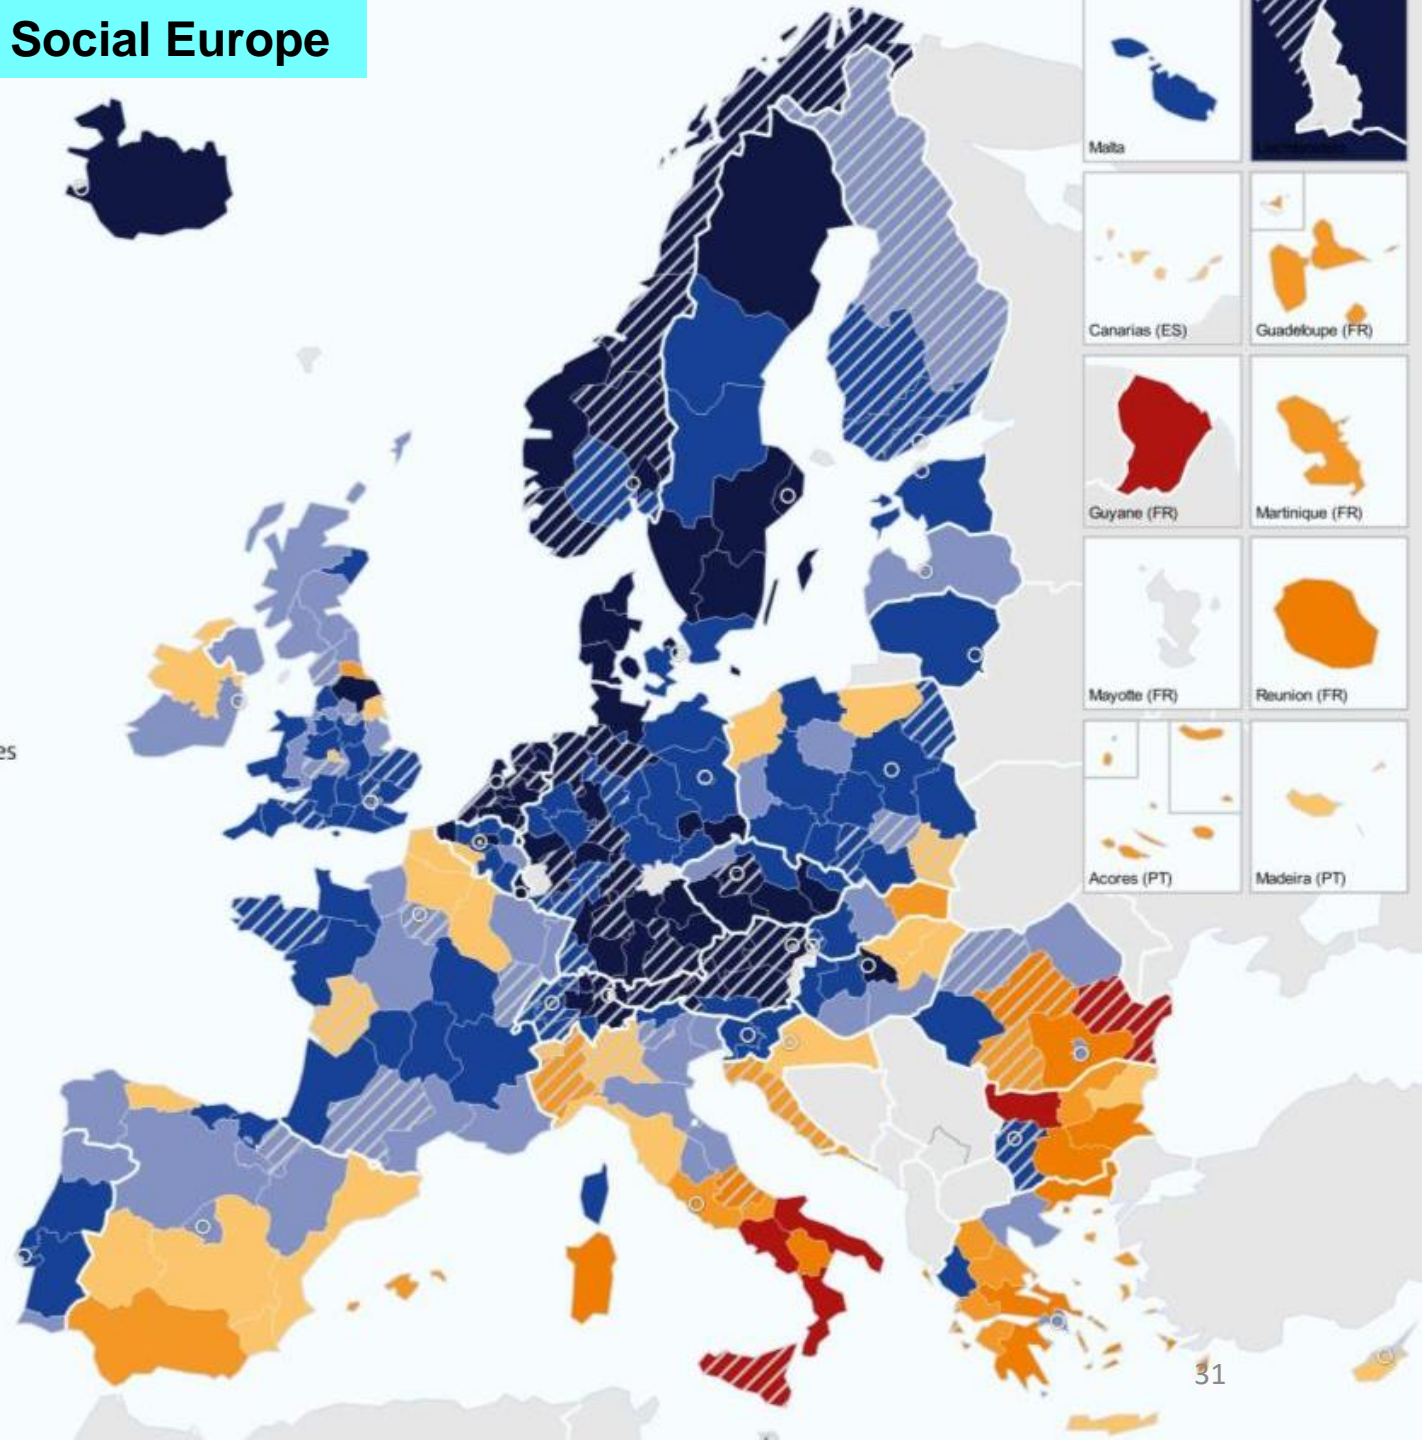 Social Europe
Malta
Canarias (ES)
Guadeloupe (FR)
Guyane (FR)
Martinique (FR)
Mayotte (FR)
Reunion (FR)
es
Acores (PT)
Madeira (PT)
31